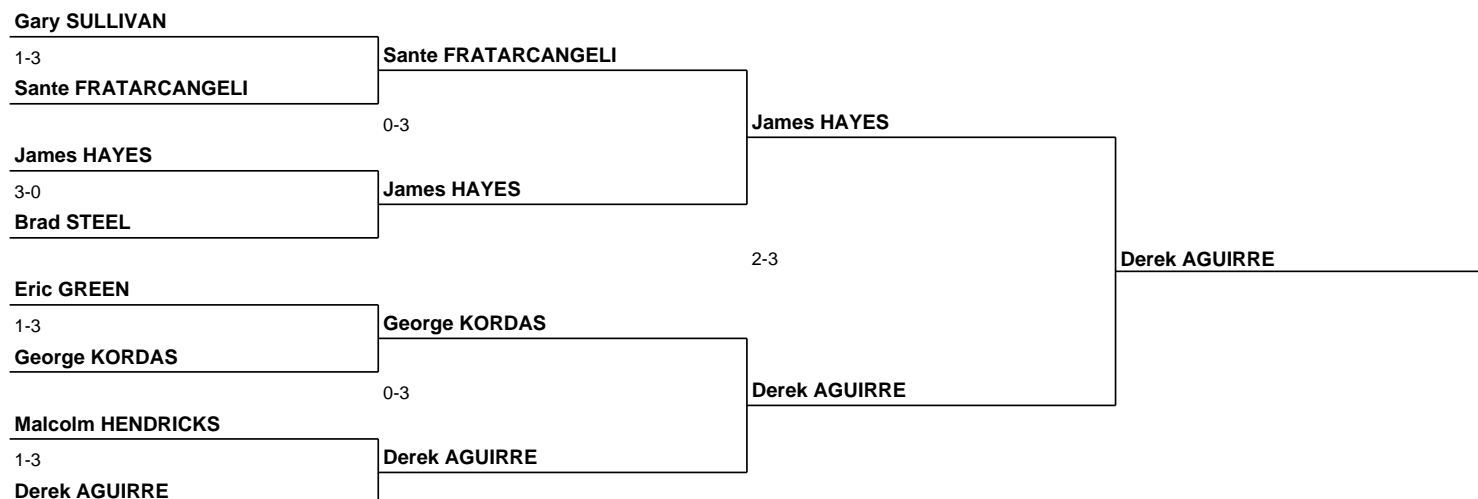 Gary SULLIVAN
1-3
Sante FRATARCANGELI
Sante FRATARCANGELI
0-3
James HAYES
James HAYES
3-0
James HAYES
Brad STEEL
2-3
Derek AGUIRRE
Eric GREEN
1-3
George KORDAS
George KORDAS
0-3
Derek AGUIRRE
Malcolm HENDRICKS
1-3
Derek AGUIRRE
Derek AGUIRRE